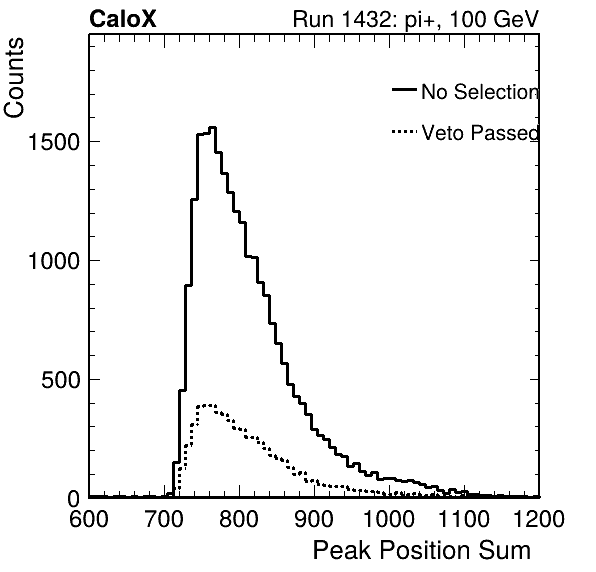 CaloX Run 1432: pi+, 100 GeV
Counts
No Selection
Veto Passed
1500
1000
500
0
600 700 800 900 1000 1100 1200
Peak Position Sum